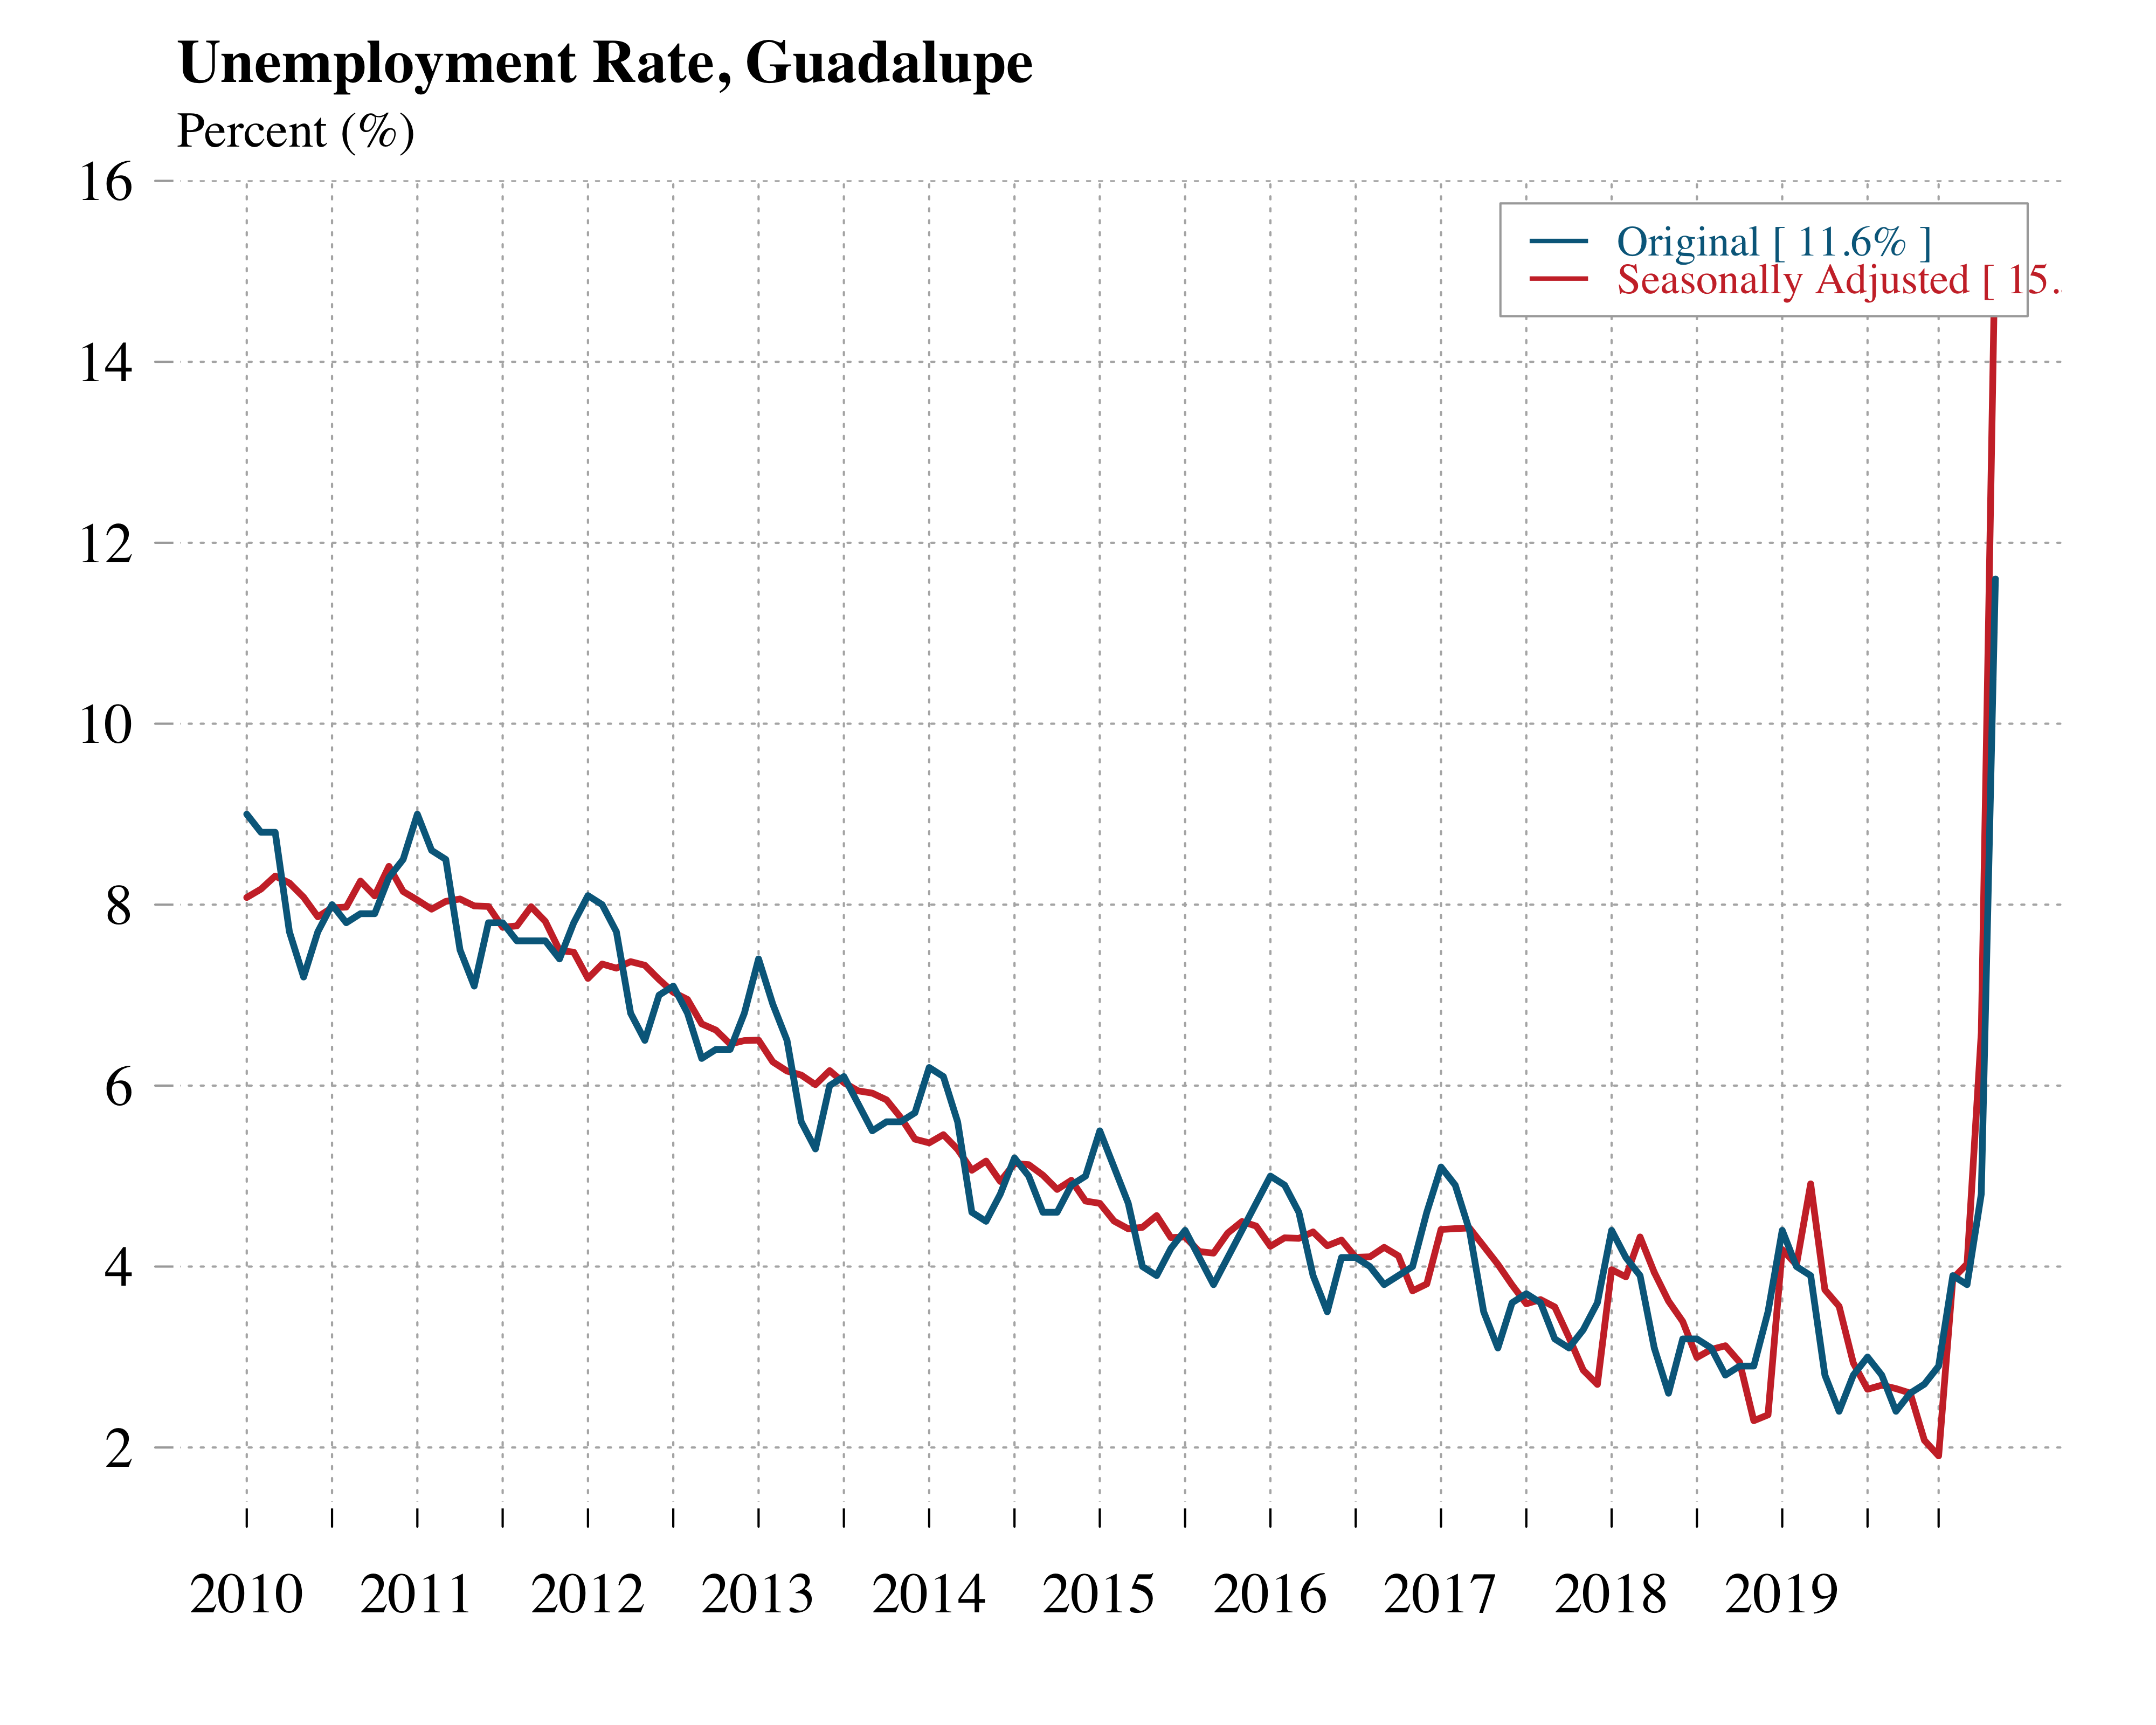 Unemployment Rate, Guadalupe
Percent (%)
16
14
12
10
8
6
4
2
Original [ 11.6% ]
Seasonally Adjusted [ 15.
2010 2011 2012 2013 2014 2015 2016 2017 2018 2019